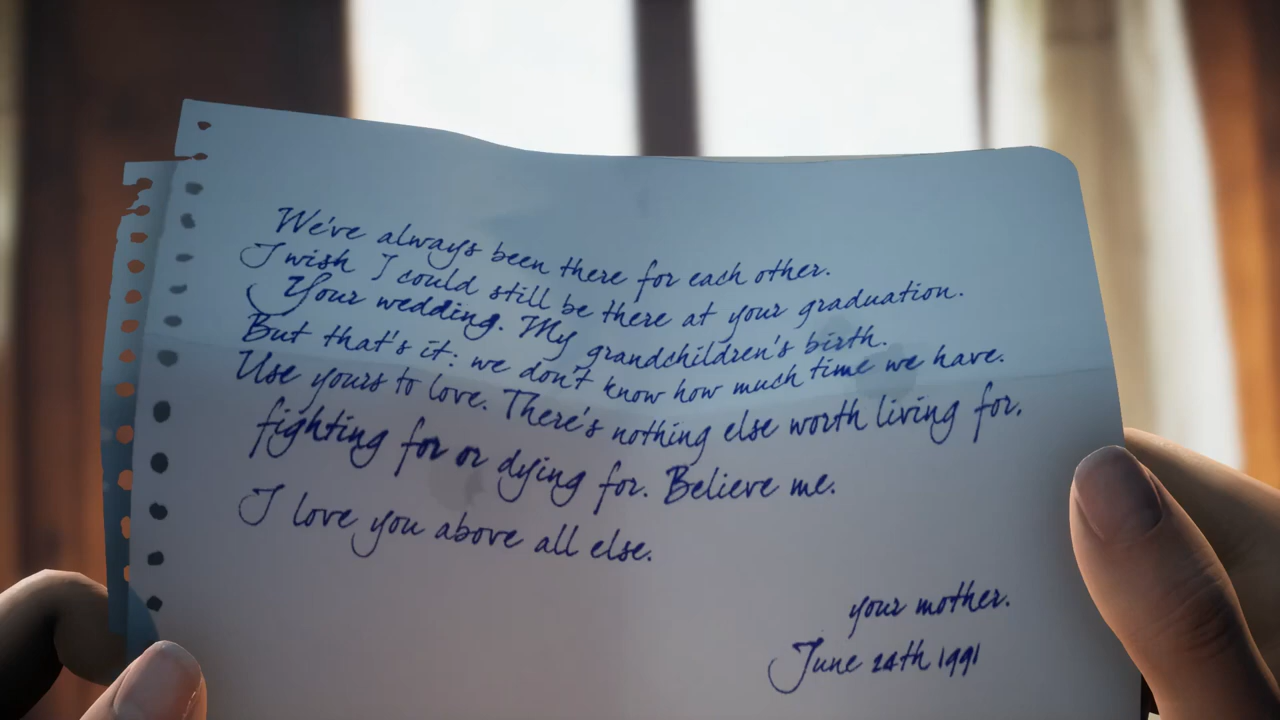 We've always been there for each other.
I wish I could still be there at your graduation.
Your wedding. My grandchildren's birth.
But that's it: we don't know how much time we have.
Use yours to love. There's nothing else worth living for,
fighting for or dying for. Believe me.
I love you above all else.
your mother.
June 24th 1991